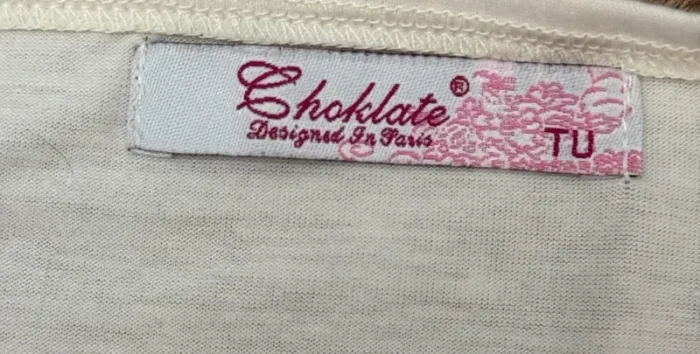 Choklate®
Designed In Paris
TU